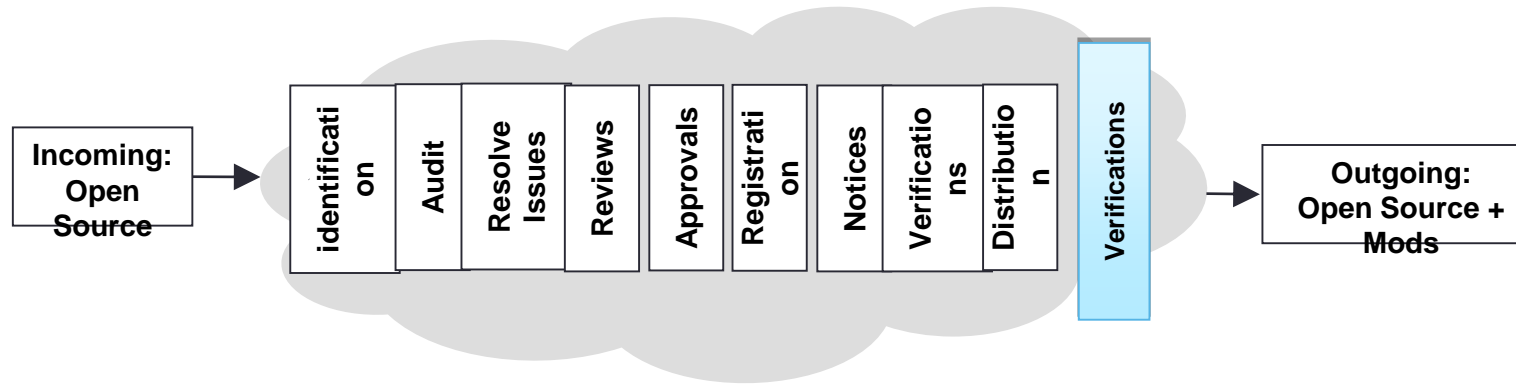 Incoming:
Open
Source
identificati
on
Audit
Resolve
Issues
Reviews
Approvals
Registrati
on
Notices
Verificatio
ns
Distributio
n
Verifications
Outgoing:
Open Source +
Mods